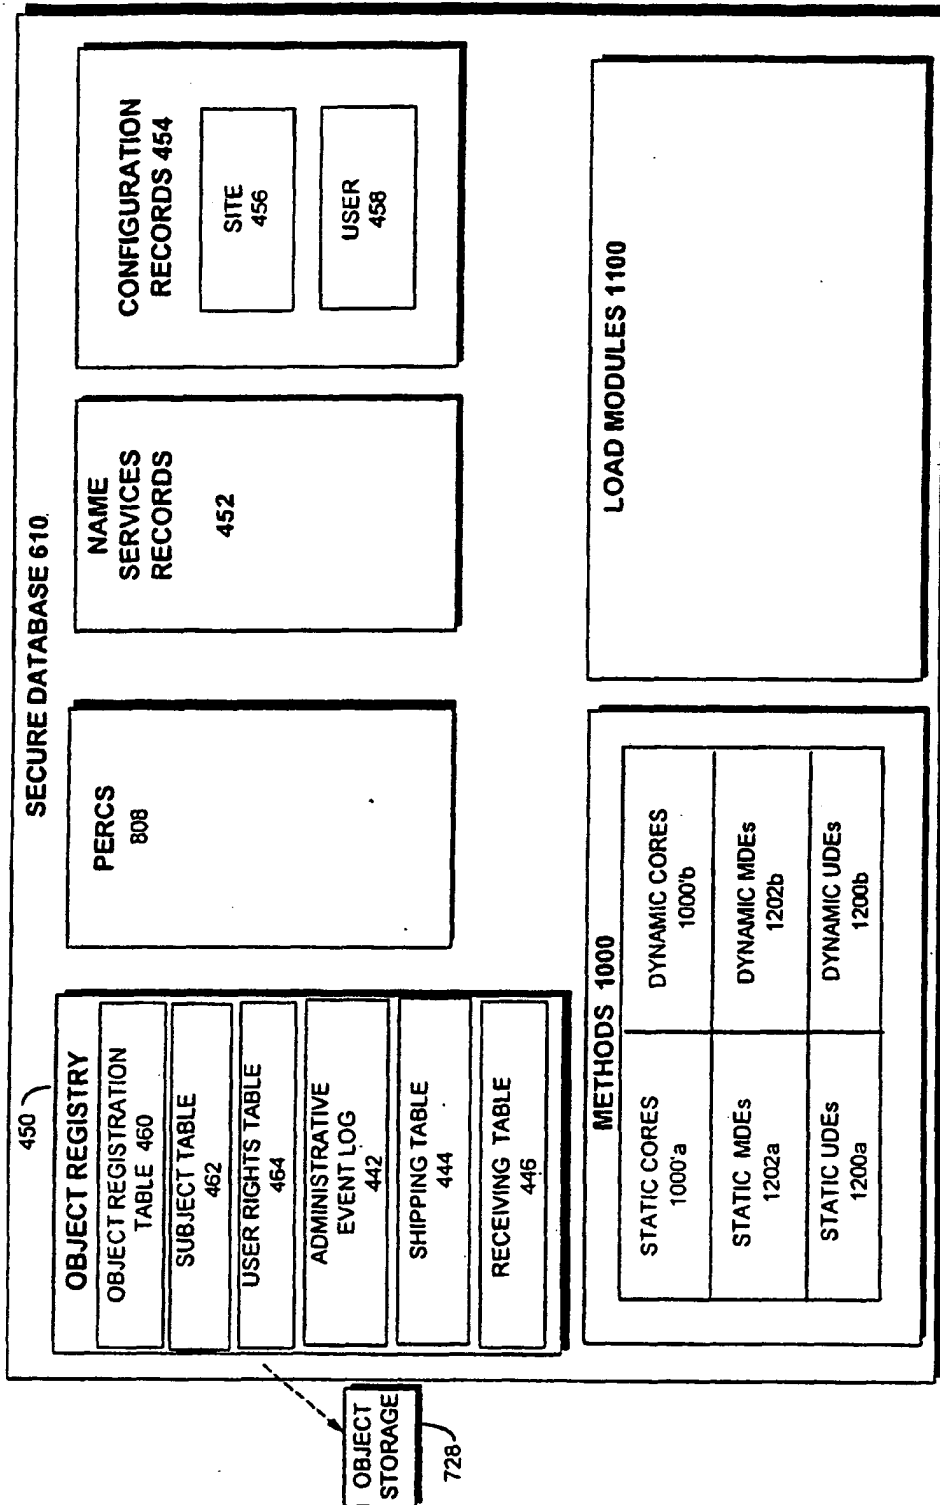 SECURE DATABASE 610
450
OBJECT REGISTRY
OBJECT REGISTRATION
TABLE 460
SUBJECT TABLE
462
USER RIGHTS TABLE
464
ADMINISTRATIVE
EVENT LOG
442
SHIPPING TABLE
444
RECEIVING TABLE
446
PERCS
808
NAME
SERVICES
RECORDS
452
CONFIGURATION
RECORDS 454
SITE
456
USER
458
OBJECT
STORAGE
728
METHODS 1000
STATIC CORES
1000'a
DYNAMIC CORES
1000'b
STATIC MDEs
1202a
DYNAMIC MDEs
1202b
STATIC UDEs
1200a
DYNAMIC UDEs
1200b
LOAD MODULES 1100